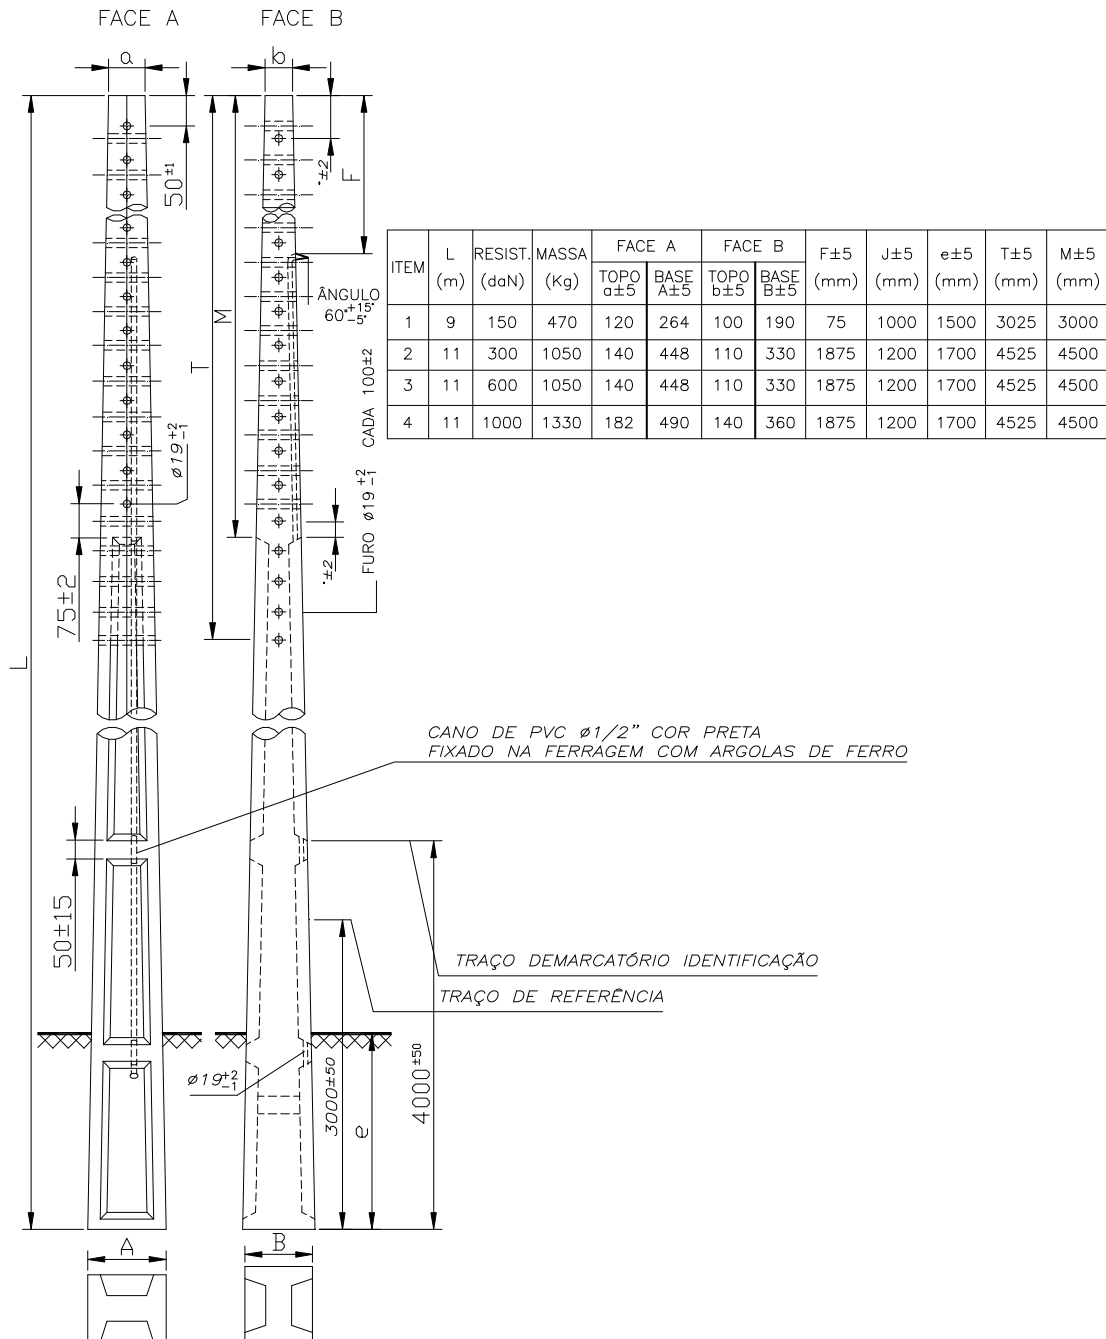 FACE A
FACE B
a
b
50±1
•±2
F
M
T
L
ÂNGULO
60°+15°-5°
Ø19+2-1
CADA 100±2
FURO Ø19+2-1
75±2
•±2
ITEM L (m) RESIST. (daN) MASSA (Kg) FACE A FACE B F±5 (mm) J±5 (mm) e±5 (mm) T±5 (mm) M±5 (mm)
TOPO a±5 BASE A±5 TOPO b±5 BASE B±5
1 9 150 470 120 264 100 190 75 1000 1500 3025 3000
2 11 300 1050 140 448 110 330 1875 1200 1700 4525 4500
3 11 600 1050 140 448 110 330 1875 1200 1700 4525 4500
4 11 1000 1330 182 490 140 360 1875 1200 1700 4525 4500
CANO DE PVC Ø1/2" COR PRETA
FIXADO NA FERRAGEM COM ARGOLAS DE FERRO
50±15
TRAÇO DEMARCATÓRIO IDENTIFICAÇÃO
TRAÇO DE REFERÊNCIA
Ø19+2-1
3000±50
e
4000±50
A
B